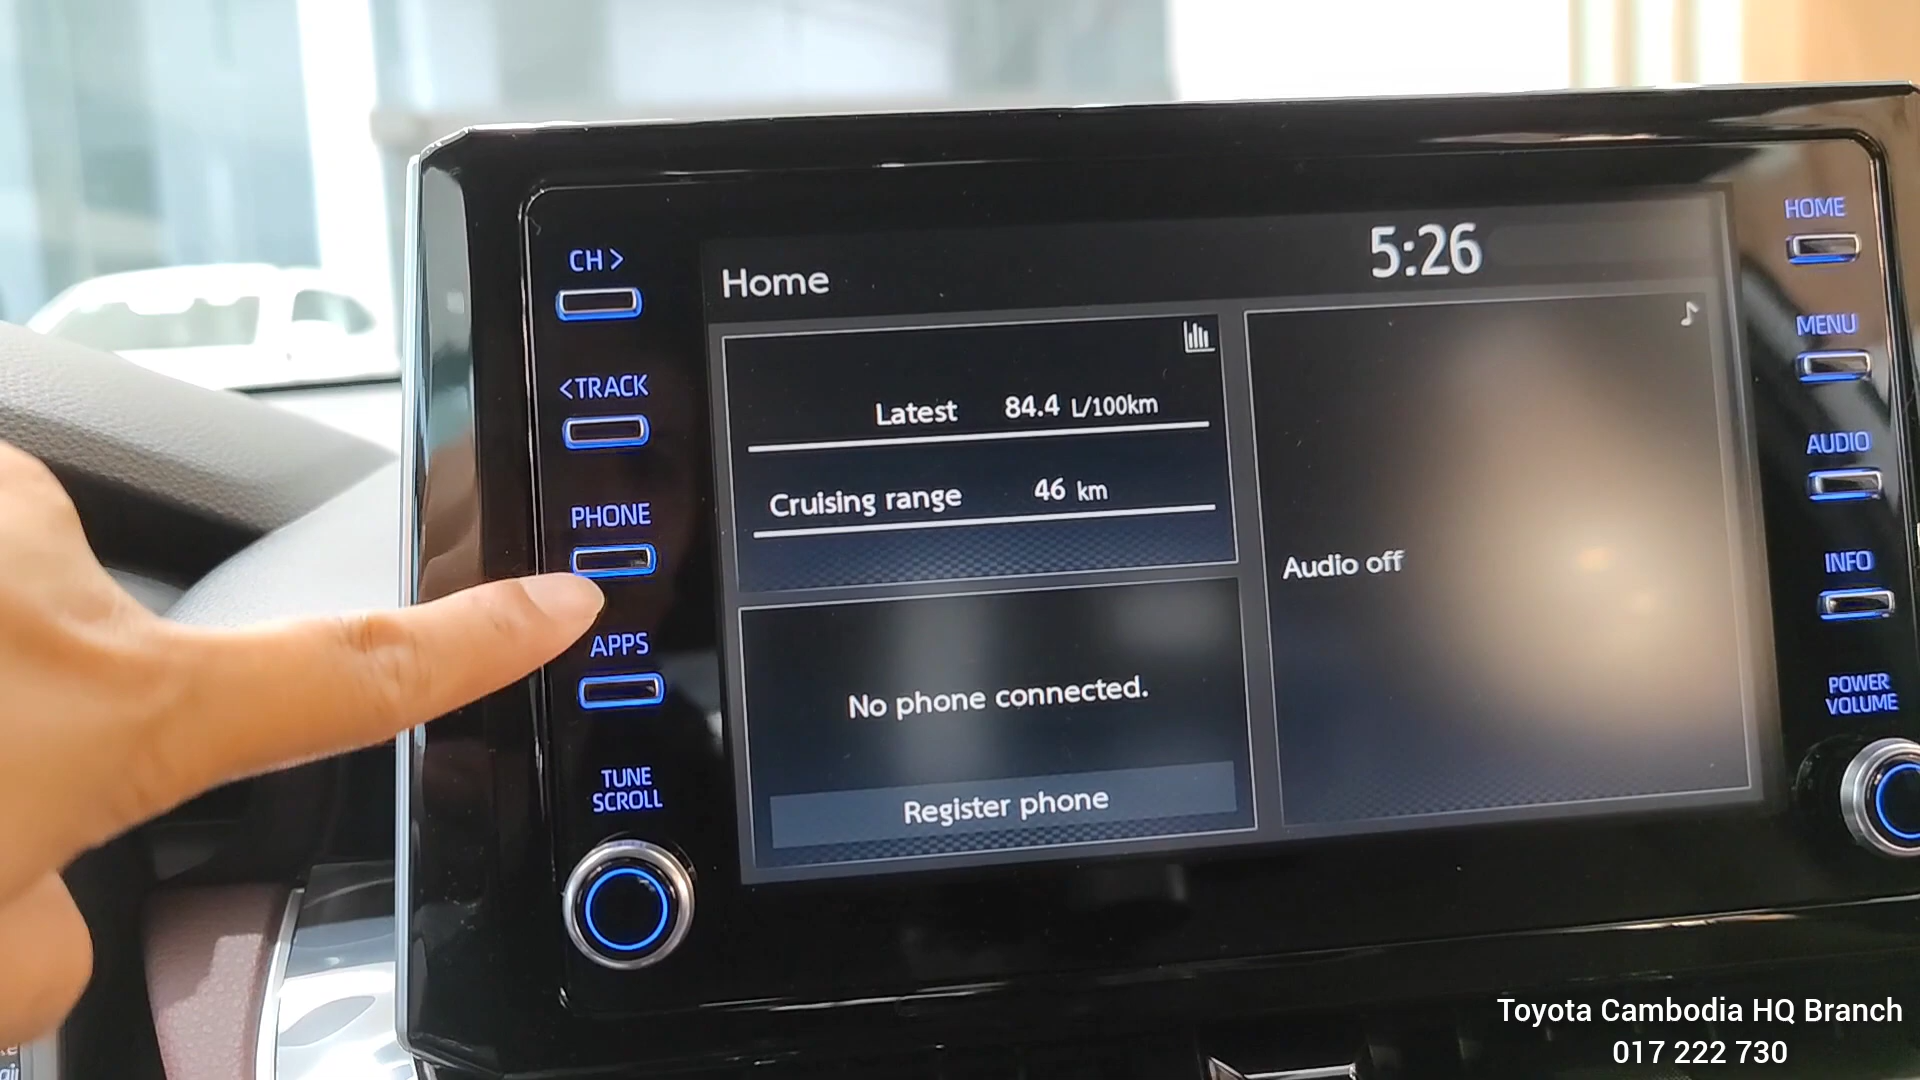 CH >
< TRACK
PHONE
APPS
TUNE
SCROLL
Home
5:26
Latest 84.4 L/100km
Cruising range 46 km
No phone connected.
Register phone
Audio off
HOME
MENU
AUDIO
INFO
POWER
VOLUME
Toyota Cambodia HQ Branch
017 222 730